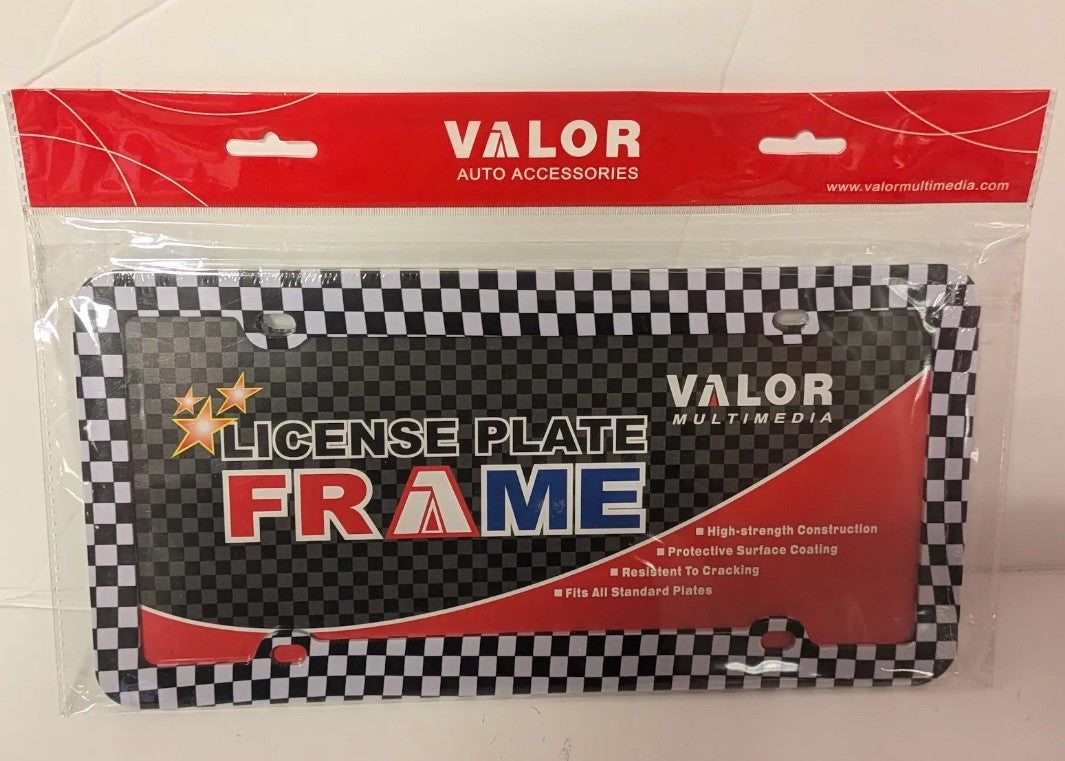 VALOR
AUTO ACCESSORIES
www.valormultimedia.com
VALOR
MULTIMEDIA
LICENSE PLATE
FRAME
■ High-strength Construction
■ Protective Surface Coating
■ Resistent To Cracking
■ Fits All Standard Plates